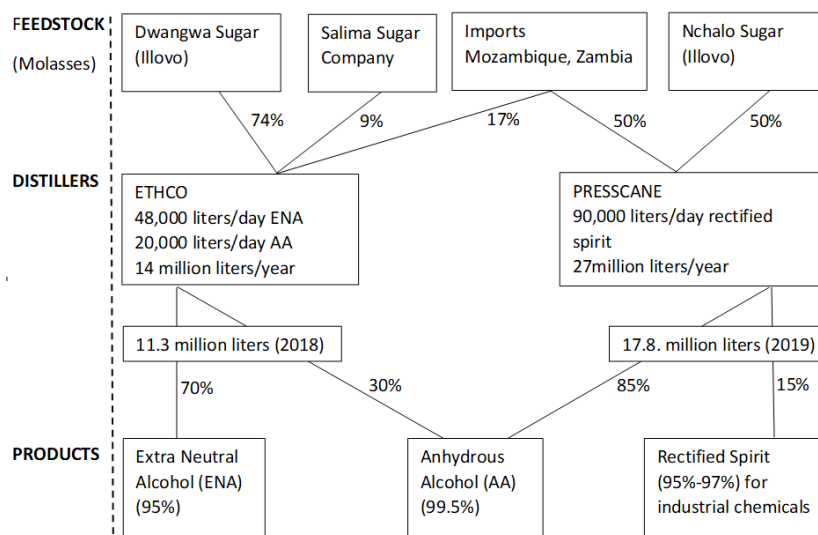 FEEDSTOCK
(Molasses)
Dwangwa Sugar
(Illovo)
Salima Sugar
Company
Imports
Mozambique, Zambia
Nchalo Sugar
(Illovo)
74%
9%
17%
50%
50%
DISTILLERS
ETHCO
48,000 liters/day ENA
20,000 liters/day AA
14 million liters/year
PRESSCANE
90,000 liters/day rectified
spirit
27million liters/year
11.3 million liters (2018)
17.8. million liters (2019)
70%
30%
85%
15%
PRODUCTS
Extra Neutral
Alcohol (ENA)
(95%)
Anhydrous
Alcohol (AA)
(99.5%)
Rectified Spirit
(95%-97%) for
industrial chemicals